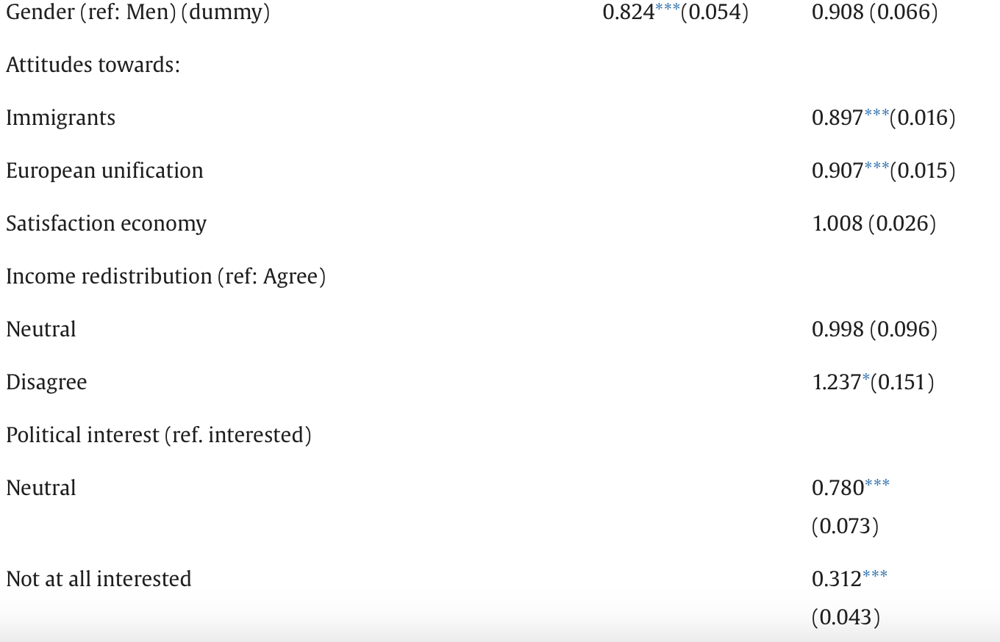 Gender (ref: Men) (dummy) 0.824***(0.054) 0.908 (0.066)
Attitudes towards:
Immigrants 0.897***(0.016)
European unification 0.907***(0.015)
Satisfaction economy 1.008 (0.026)
Income redistribution (ref: Agree)
Neutral 0.998 (0.096)
Disagree 1.237*(0.151)
Political interest (ref. interested)
Neutral 0.780***
(0.073)
Not at all interested 0.312***
(0.043)